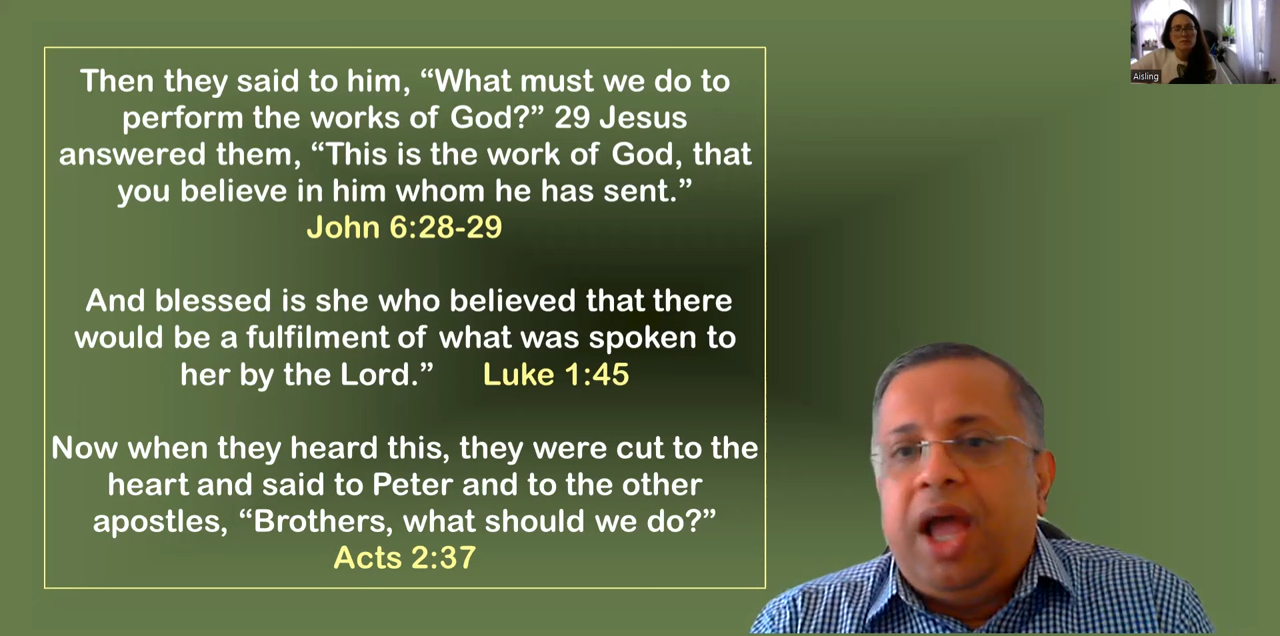 Then they said to him, “What must we do to
perform the works of God?” 29 Jesus
answered them, “This is the work of God, that
you believe in him whom he has sent.”
John 6:28-29
And blessed is she who believed that there
would be a fulfilment of what was spoken to
her by the Lord.” Luke 1:45
Now when they heard this, they were cut to the
heart and said to Peter and to the other
apostles, “Brothers, what should we do?”
Acts 2:37
Aisling